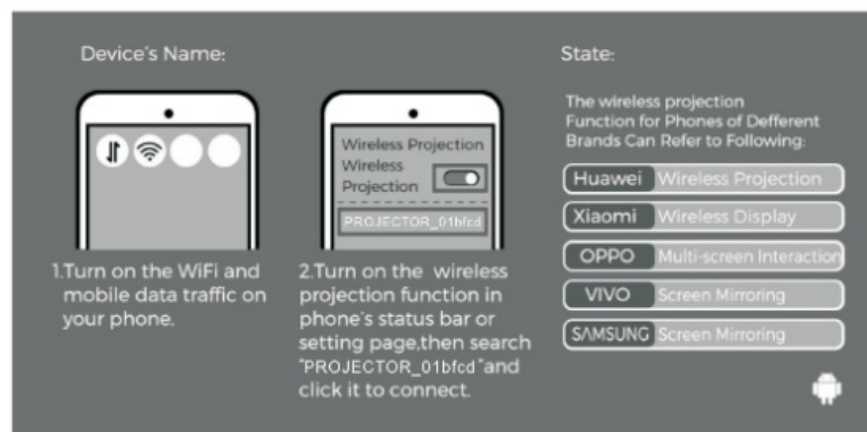 Device's Name:
Wireless Projection
Wireless
Projection
PROJECTOR_01bfcd
1.Turn on the WiFi and
mobile data traffic on
your phone.
2.Turn on the wireless
projection function in
phone's status bar or
setting page,then search
"PROJECTOR_01bfcd"and
click it to connect.
State:
The wireless projection
Function for Phones of Defferent
Brands Can Refer to Following:
Huawei Wireless Projection
Xiaomi Wireless Display
OPPO Multi-screen Interaction
VIVO Screen Mirroring
SAMSUNG Screen Mirroring